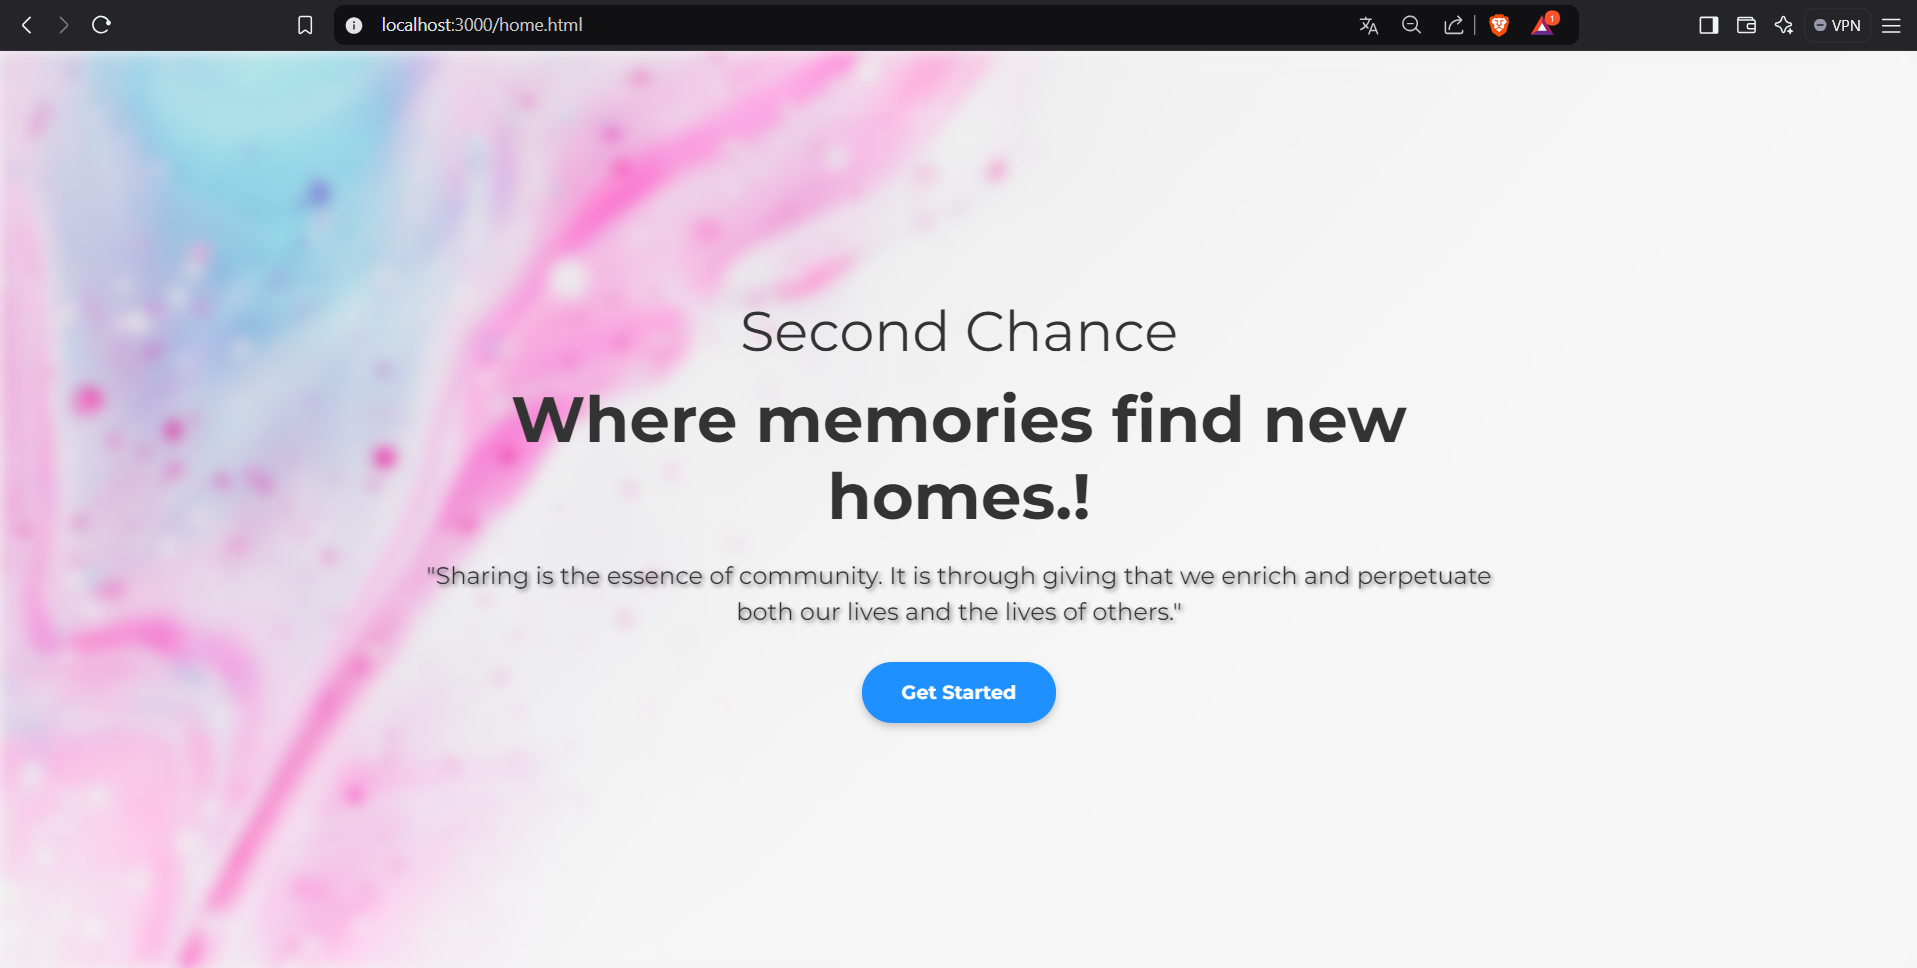 localhost:3000/home.html
1
VPN
Second Chance
Where memories find new
homes.!
"Sharing is the essence of community. It is through giving that we enrich and perpetuate
both our lives and the lives of others."
Get Started